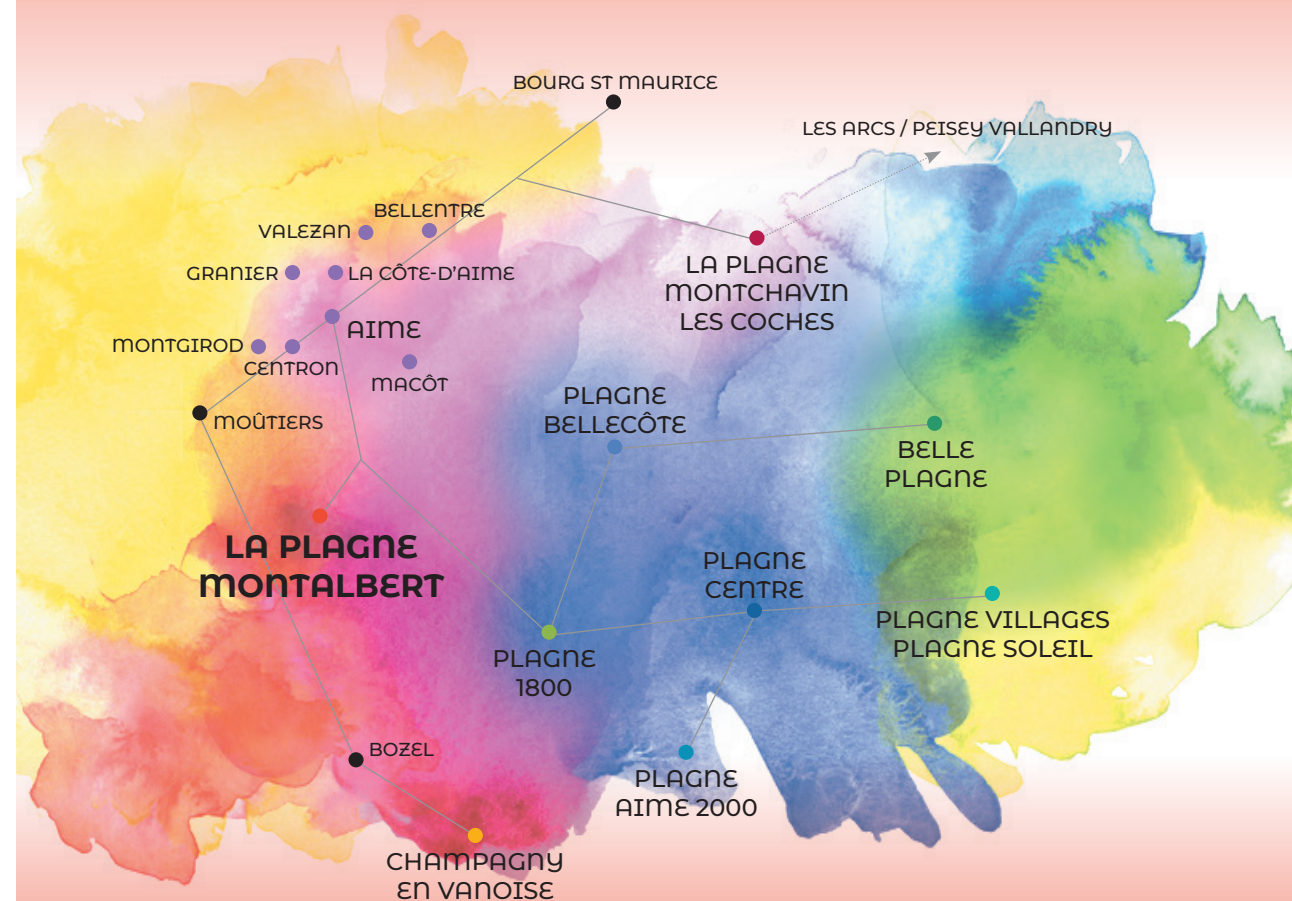 BOURG ST MAURICE
LES ARCS / PEISEY VALLANDRY
BELLENTRE
VALEZAN
GRANIER
LA CÔTE-D'AIME
LA PLAGNE
MONTCHAVIN
LES COCHES
AIME
MONTGIROD
CENTRON
MACÔT
MOÛTIERS
PLAGNE
BELLECÔTE
BELLE
PLAGNE
LA PLAGNE
MONTALBERT
PLAGNE
CENTRE
PLAGNE VILLAGES
PLAGNE SOLEIL
PLAGNE
1800
BOZEL
PLAGNE
AIME 2000
CHAMPAGNY
EN VANOISE